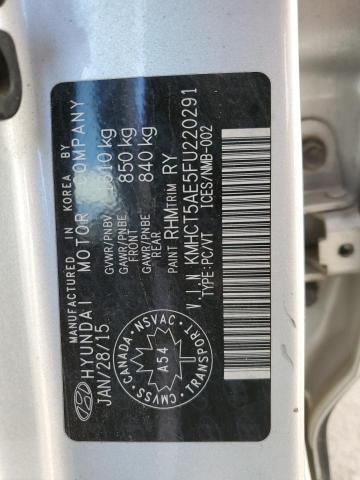 MANUFACTURED IN KOREA BY
HYUNDAI MOTOR COMPANY
JAN/28/15
GVWR/PNBV 1610 kg
GAWR/PNBE FRONT 850 kg
GAWR/PNBE REAR 840 kg
PAINT RHM TRIM RY
V.I.N KMHCT5AE5FU220291
TYPE:PC/VT ICES/NMB-002
CANADA · NSVAC
A54
CMVSS · TRANSPORT